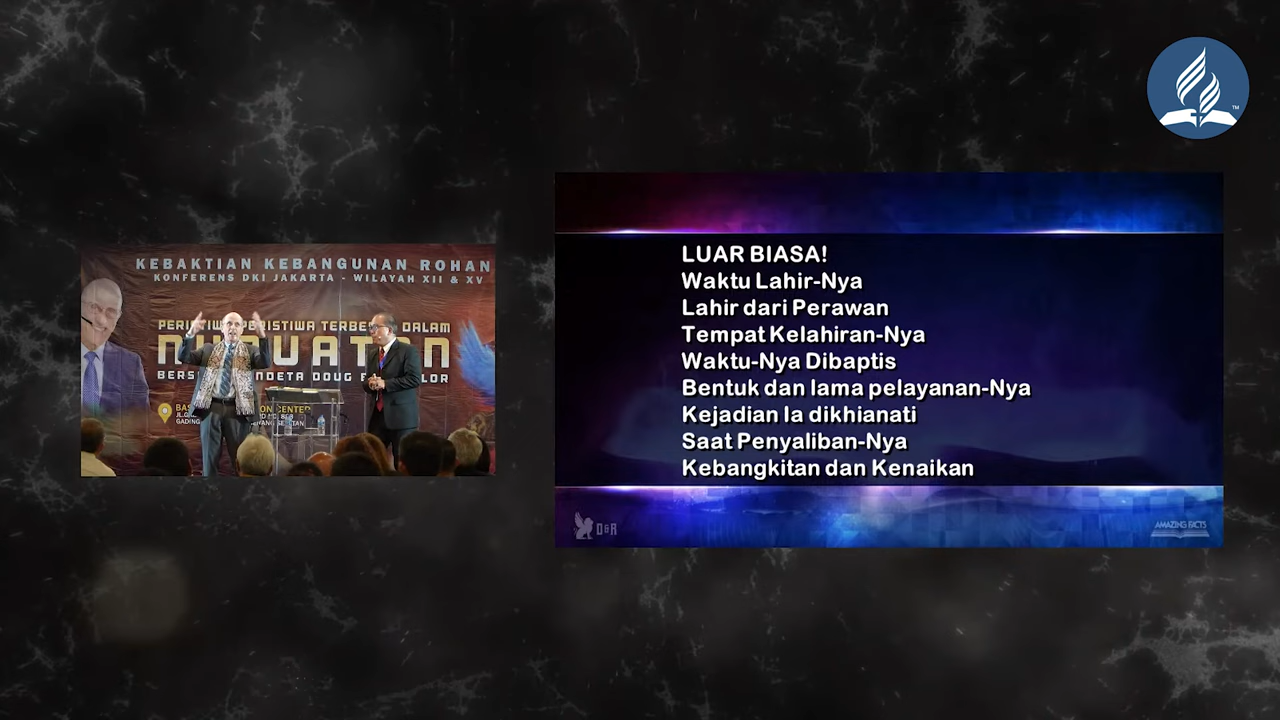 KEBAKTIAN KEBANGUNAN ROHAN
KONFERENS DKI JAKARTA - WILAYAH XII & XV
DALAM
LUAR BIASA!
Waktu Lahir-Nya
Lahir dari Perawan
Tempat Kelahiran-Nya
Waktu-Nya Dibaptis
Bentuk dan lama pelayanan-Nya
Kejadian Ia dikhianati
Saat Penyaliban-Nya
Kebangkitan dan Kenaikan
D&R
AMAZING FACTS
TM